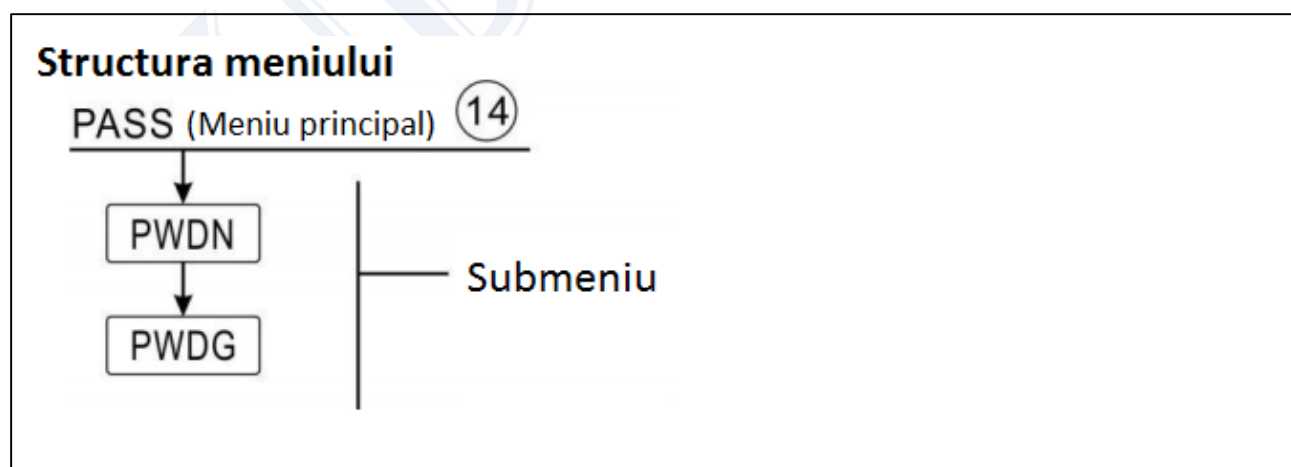 Structura meniului
PASS (Meniu principal) 14
PWDN
Submeniu
PWDG